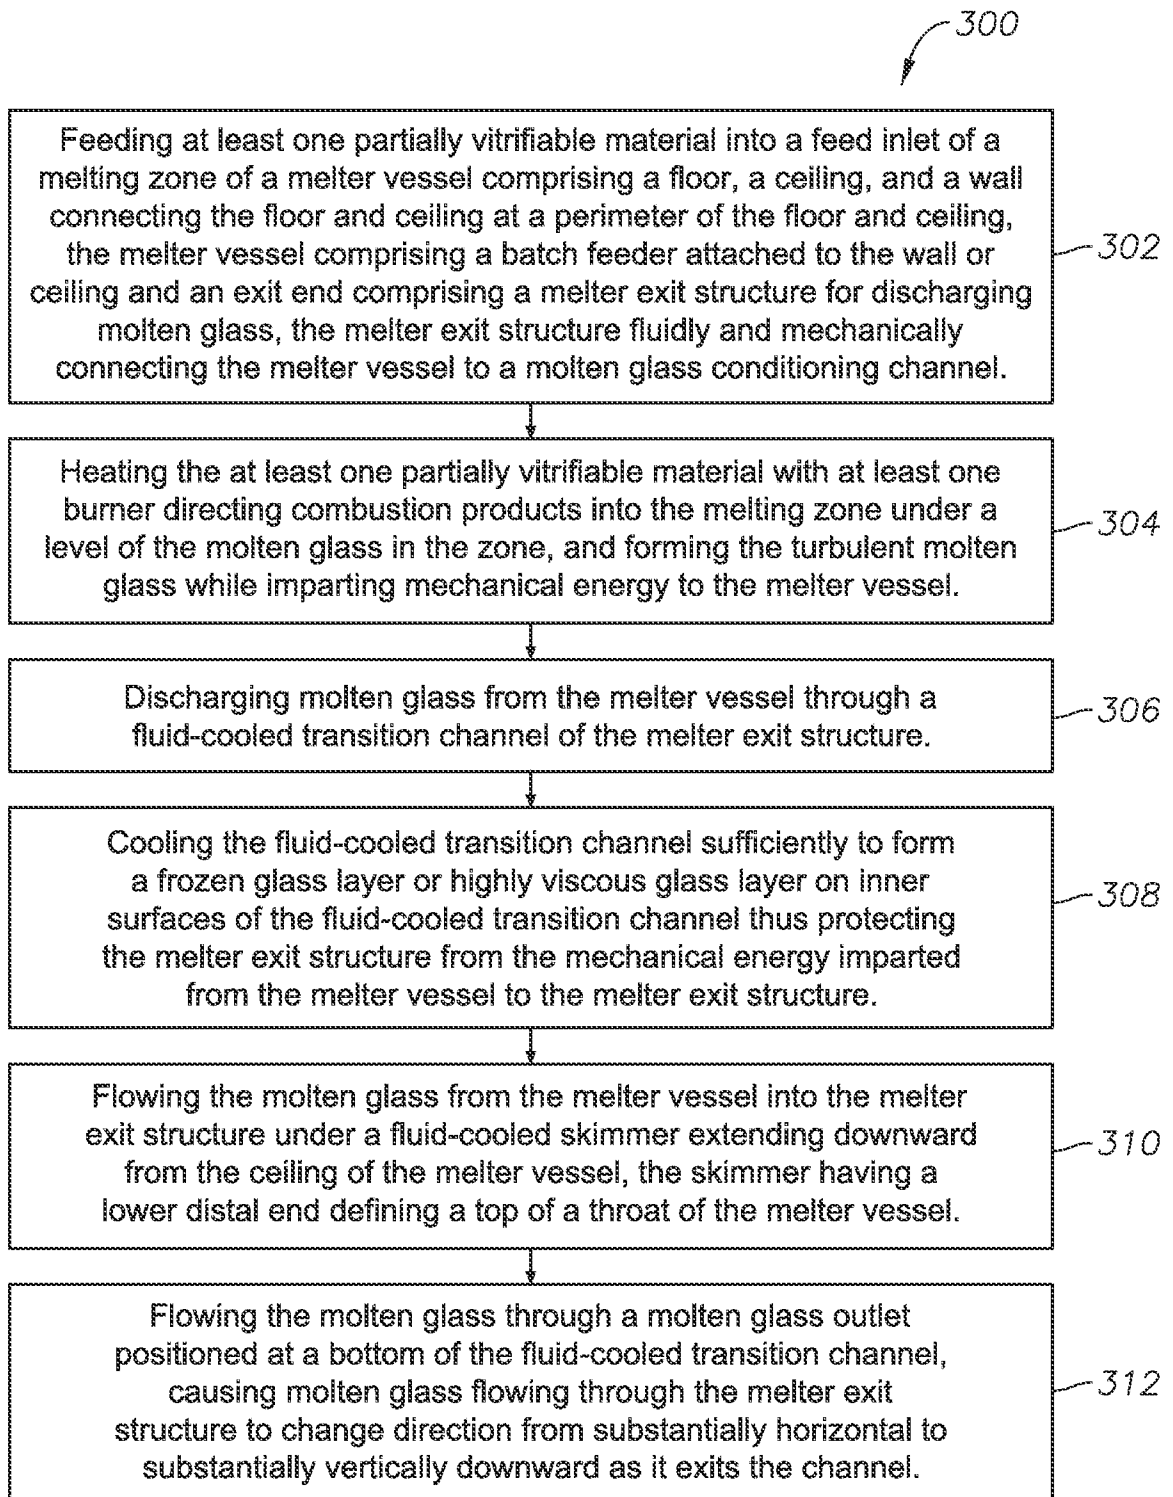 300
Feeding at least one partially vitrifiable material into a feed inlet of a
melting zone of a melter vessel comprising a floor, a ceiling, and a wall
connecting the floor and ceiling at a perimeter of the floor and ceiling,
the melter vessel comprising a batch feeder attached to the wall or
ceiling and an exit end comprising a melter exit structure for discharging
molten glass, the melter exit structure fluidly and mechanically
connecting the melter vessel to a molten glass conditioning channel.
302
Heating the at least one partially vitrifiable material with at least one
burner directing combustion products into the melting zone under a
level of the molten glass in the zone, and forming the turbulent molten
glass while imparting mechanical energy to the melter vessel.
304
Discharging molten glass from the melter vessel through a
fluid-cooled transition channel of the melter exit structure.
306
Cooling the fluid-cooled transition channel sufficiently to form
a frozen glass layer or highly viscous glass layer on inner
surfaces of the fluid-cooled transition channel thus protecting
the melter exit structure from the mechanical energy imparted
from the melter vessel to the melter exit structure.
308
Flowing the molten glass from the melter vessel into the melter
exit structure under a fluid-cooled skimmer extending downward
from the ceiling of the melter vessel, the skimmer having a
lower distal end defining a top of a throat of the melter vessel.
310
Flowing the molten glass through a molten glass outlet
positioned at a bottom of the fluid-cooled transition channel,
causing molten glass flowing through the melter exit
structure to change direction from substantially horizontal to
substantially vertically downward as it exits the channel.
312